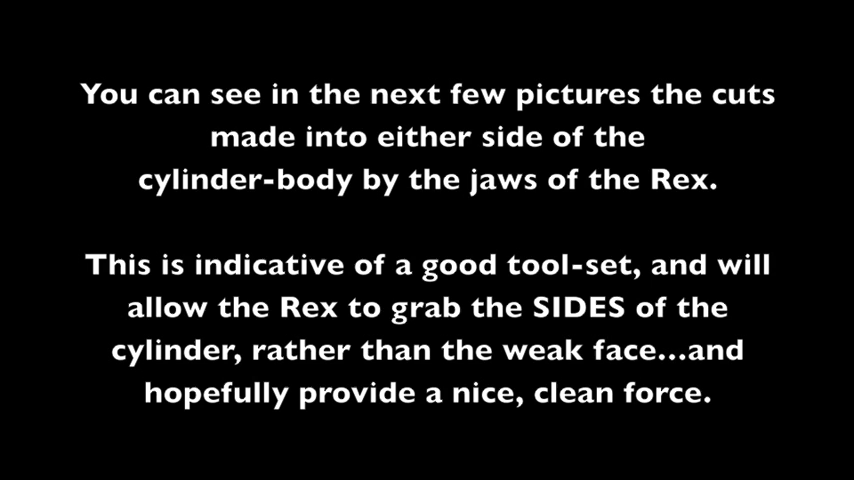 You can see in the next few pictures the cuts
made into either side of the
cylinder-body by the jaws of the Rex.
This is indicative of a good tool-set, and will
allow the Rex to grab the SIDES of the
cylinder, rather than the weak face...and
hopefully provide a nice, clean force.